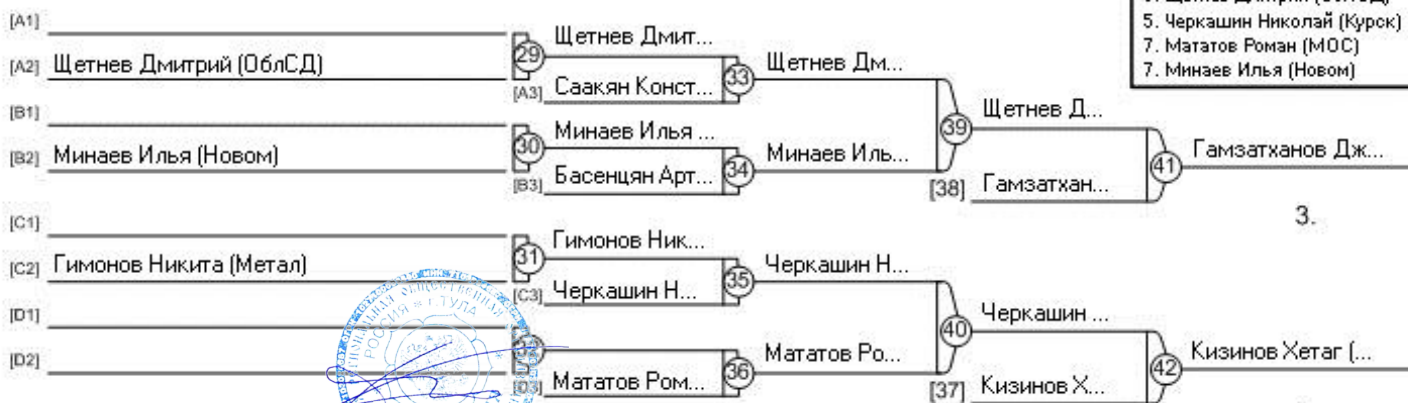 [A1]
[A2] Щетнев Дмитрий (ОблСД)
29 Щетнев Дмит...
[A3] Саакян Конст...
33 Щетнев Дм...
[B1]
[B2] Минаев Илья (Новом)
30 Минаев Илья ...
[B3] Басенцян Арт...
34 Минаев Иль...
39 Щетнев Д...
[38] Гамзатхан...
41 Гамзатханов Дж...
3.
5. Черкашин Николай (Курск)
7. Мататов Роман (МОС)
7. Минаев Илья (Новом)
[C1]
[C2] Гимонов Никита (Метал)
31 Гимонов Ник...
[C3] Черкашин Н...
35 Черкашин Н...
[D1]
[D2]
[D3] Мататов Ром...
36 Мататов Ро...
40 Черкашин ...
[37] Кизинов Х...
42 Кизинов Хетаг (...
РОССИЯ г.ТУЛА